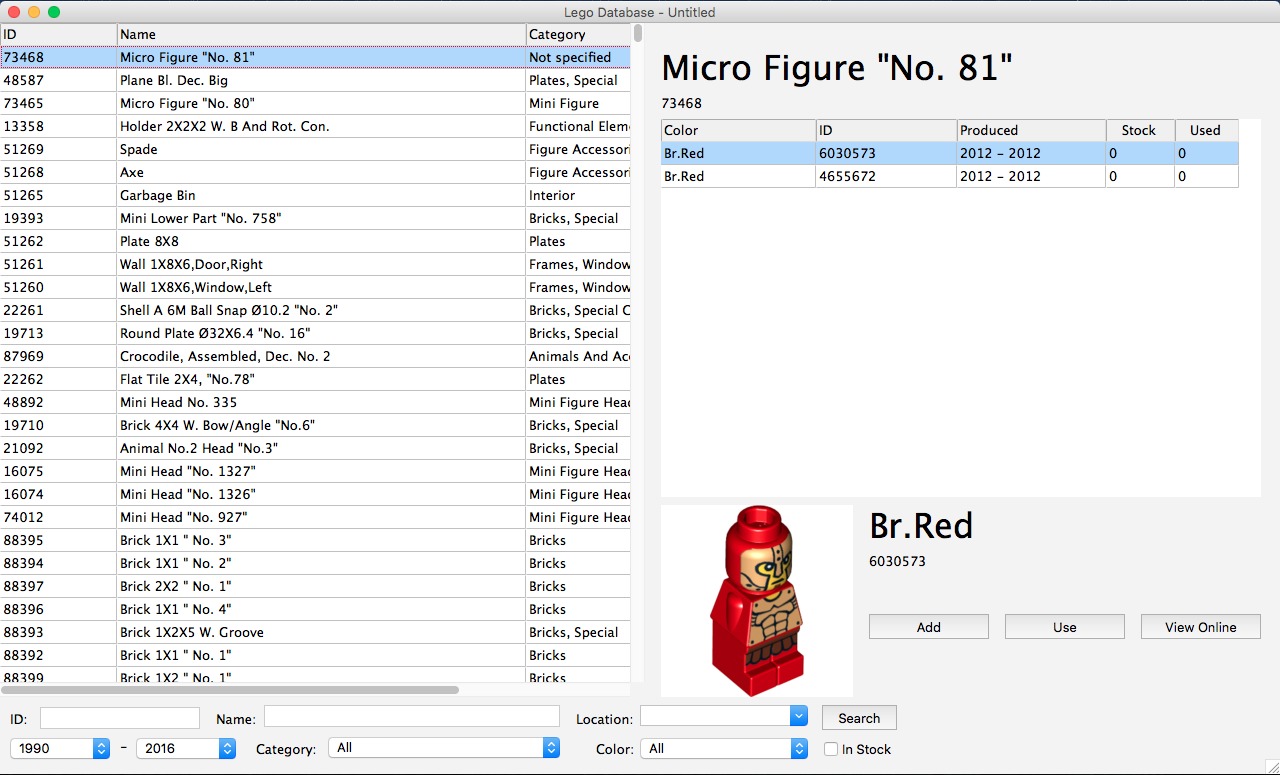 Lego Database - Untitled
ID Name Category
73468 Micro Figure "No. 81" Not specified
48587 Plane Bl. Dec. Big Plates, Special
73465 Micro Figure "No. 80" Mini Figure
13358 Holder 2X2X2 W. B And Rot. Con. Functional Elem
51269 Spade Figure Accessori
51268 Axe Figure Accessori
51265 Garbage Bin Interior
19393 Mini Lower Part "No. 758" Bricks, Special
51262 Plate 8X8 Plates
51261 Wall 1X8X6,Door,Right Frames, Window
51260 Wall 1X8X6,Window,Left Frames, Window
22261 Shell A 6M Ball Snap Ø10.2 "No. 2" Bricks, Special C
19713 Round Plate Ø32X6.4 "No. 16" Bricks, Special
87969 Crocodile, Assembled, Dec. No. 2 Animals And Acc
22262 Flat Tile 2X4, "No.78" Plates
48892 Mini Head No. 335 Mini Figure Head
19710 Brick 4X4 W. Bow/Angle "No.6" Bricks, Special
21092 Animal No.2 Head "No.3" Bricks, Special
16075 Mini Head "No. 1327" Mini Figure Head
16074 Mini Head "No. 1326" Mini Figure Head
74012 Mini Head "No. 927" Mini Figure Head
88395 Brick 1X1 " No. 3" Bricks
88394 Brick 1X1 " No. 2" Bricks
88397 Brick 2X2 " No. 1" Bricks
88396 Brick 1X1 " No. 4" Bricks
88393 Brick 1X2X5 W. Groove Bricks, Special
88392 Brick 1X1 " No. 1" Bricks
88399 Brick 1X2 " No. 1" Bricks
Micro Figure "No. 81"
73468
Color ID Produced Stock Used
Br.Red 6030573 2012 - 2012 0 0
Br.Red 4655672 2012 - 2012 0 0
Br.Red
6030573
Add Use View Online
ID: Name: Location: Search
1990 - 2016 Category: All Color: All In Stock